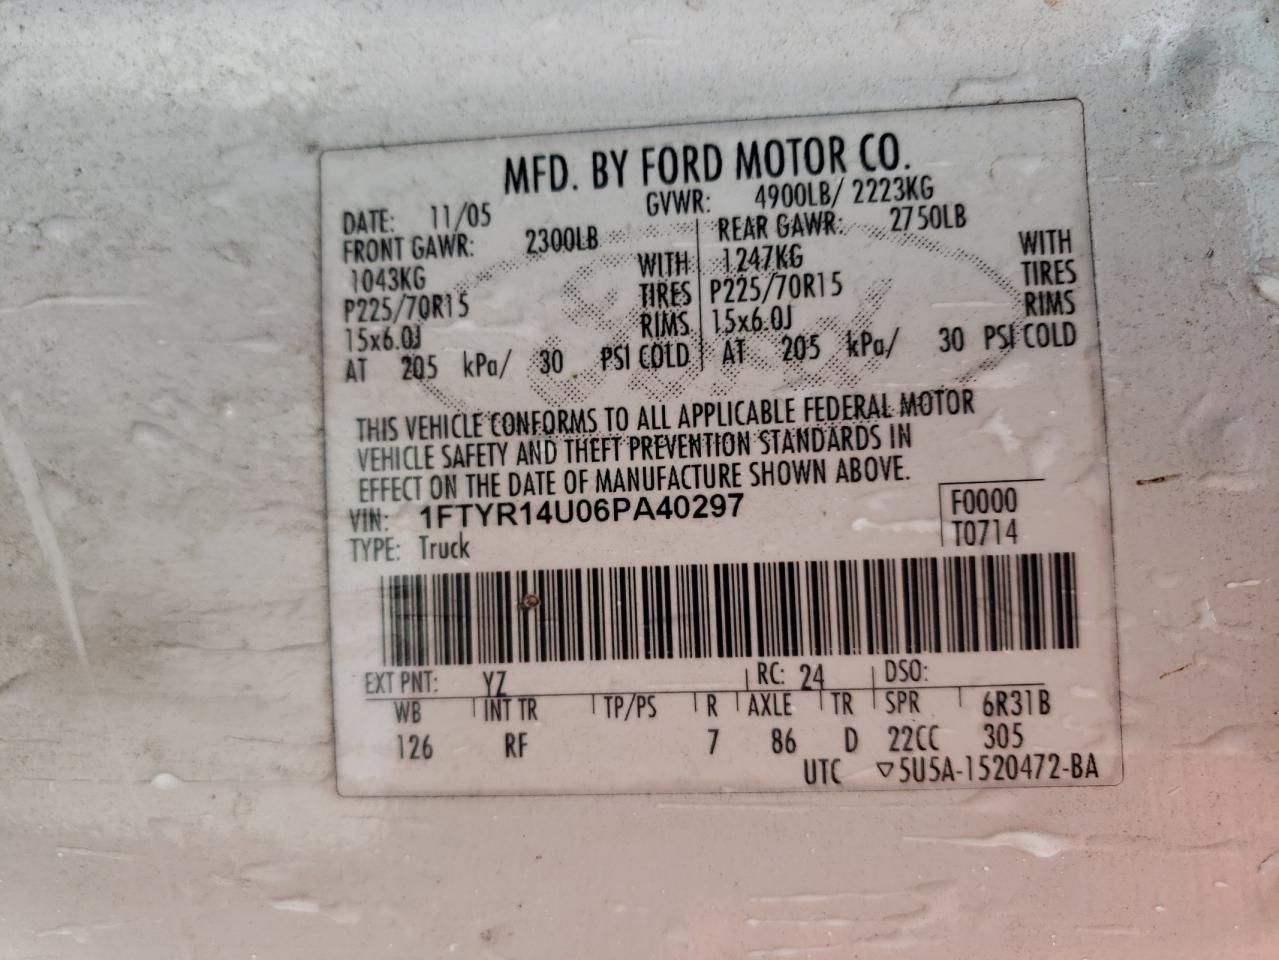 MFD. BY FORD MOTOR CO.
DATE: 11/05 GVWR: 4900LB/ 2223KG
FRONT GAWR: 2300LB REAR GAWR: 2750LB
1043KG WITH 1247KG WITH
P225/70R15 TIRES P225/70R15 TIRES
15x6.0J RIMS 15x6.0J RIMS
AT 205 kPa/ 30 PSI COLD AT 205 kPa/ 30 PSI COLD
THIS VEHICLE CONFORMS TO ALL APPLICABLE FEDERAL MOTOR
VEHICLE SAFETY AND THEFT PREVENTION STANDARDS IN
EFFECT ON THE DATE OF MANUFACTURE SHOWN ABOVE.
VIN: 1FTYR14U06PA40297 F0000
TYPE: Truck T0714
EXT PNT: YZ RC: 24 DSO:
WB INT TR TP/PS R AXLE TR SPR 6R31B
126 RF 7 86 D 22CC 305
UTC ▽5U5A-1520472-BA